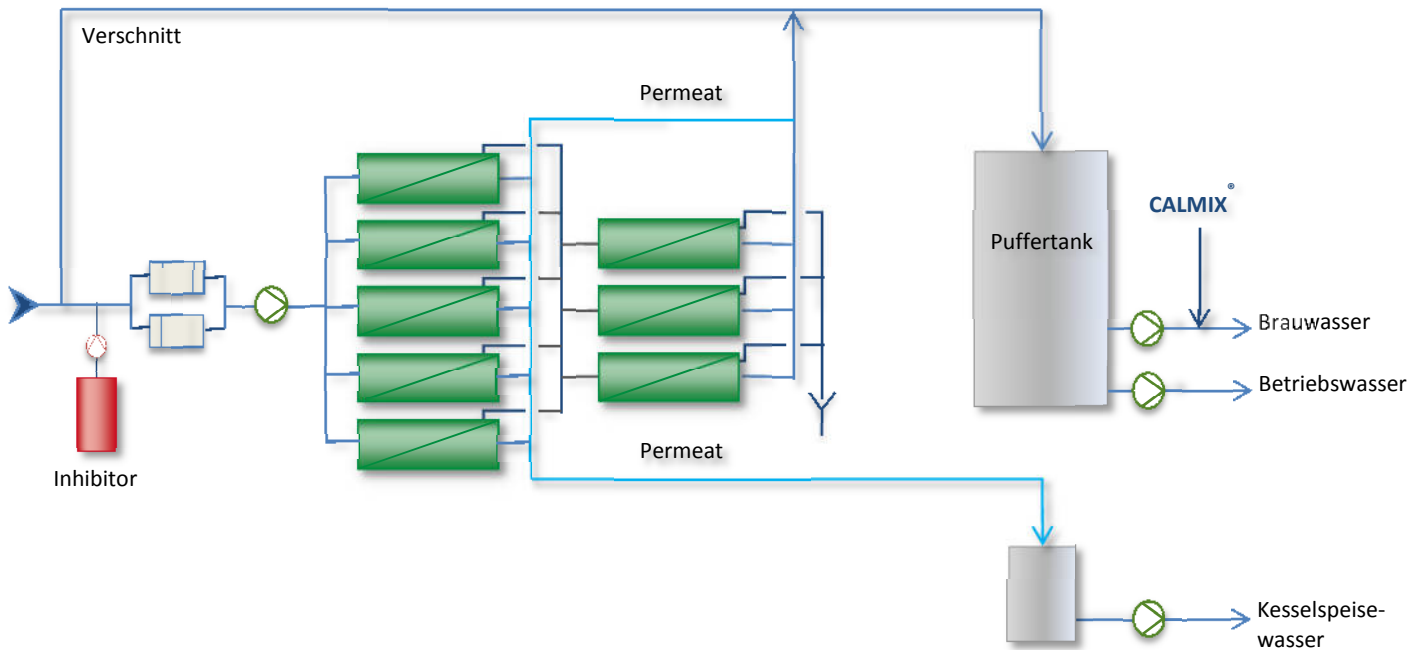 Verschnitt
Permeat
CALMIX®
Puffertank
Brauwasser
Betriebswasser
Permeat
Inhibitor
Kesselspeise-
wasser